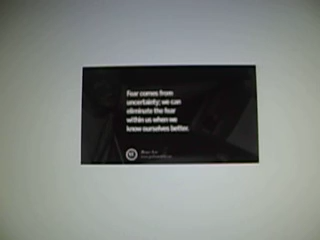 Fear comes from
uncertainty; we can
eliminate the fear
within us when we
know ourselves better.